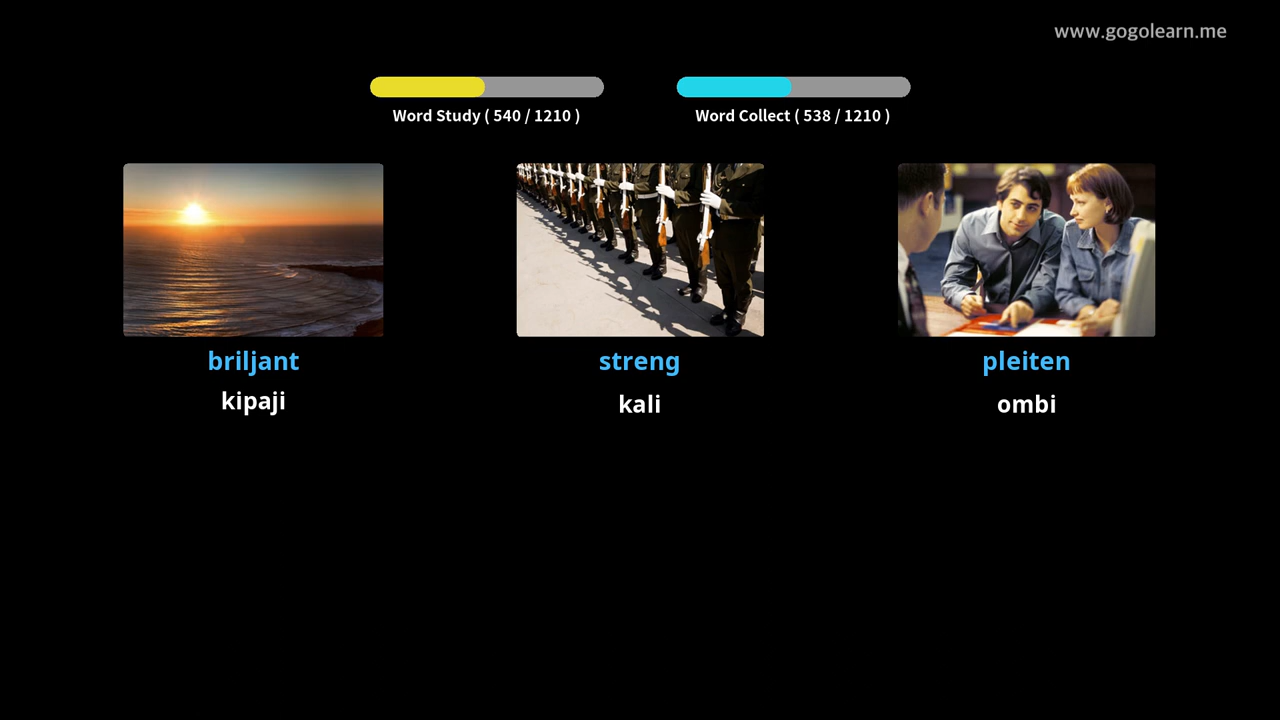 www.gogolearn.me
Word Study ( 540 / 1210 )
Word Collect ( 538 / 1210 )
briljant
kipaji
streng
kali
pleiten
ombi